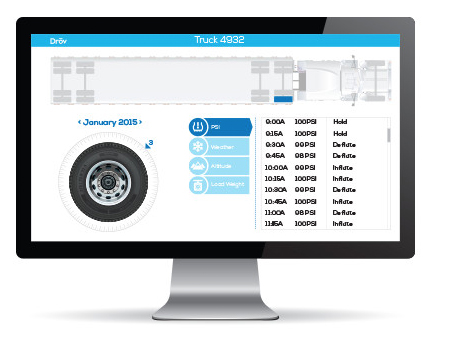 Dröv
Truck 4932
‹ January 2015 ›
3
PSI
Weather
Altitude
Load Weight
9:00A 100PSI Hold
9:15A 100PSI Hold
9:30A 99PSI Deflate
9:45A 98PSI Deflate
10:00A 99PSI Inflate
10:15A 100PSI Inflate
10:30A 99PSI Deflate
10:45A 100PSI Inflate
11:00A 98PSI Deflate
11:15A 100PSI Inflate